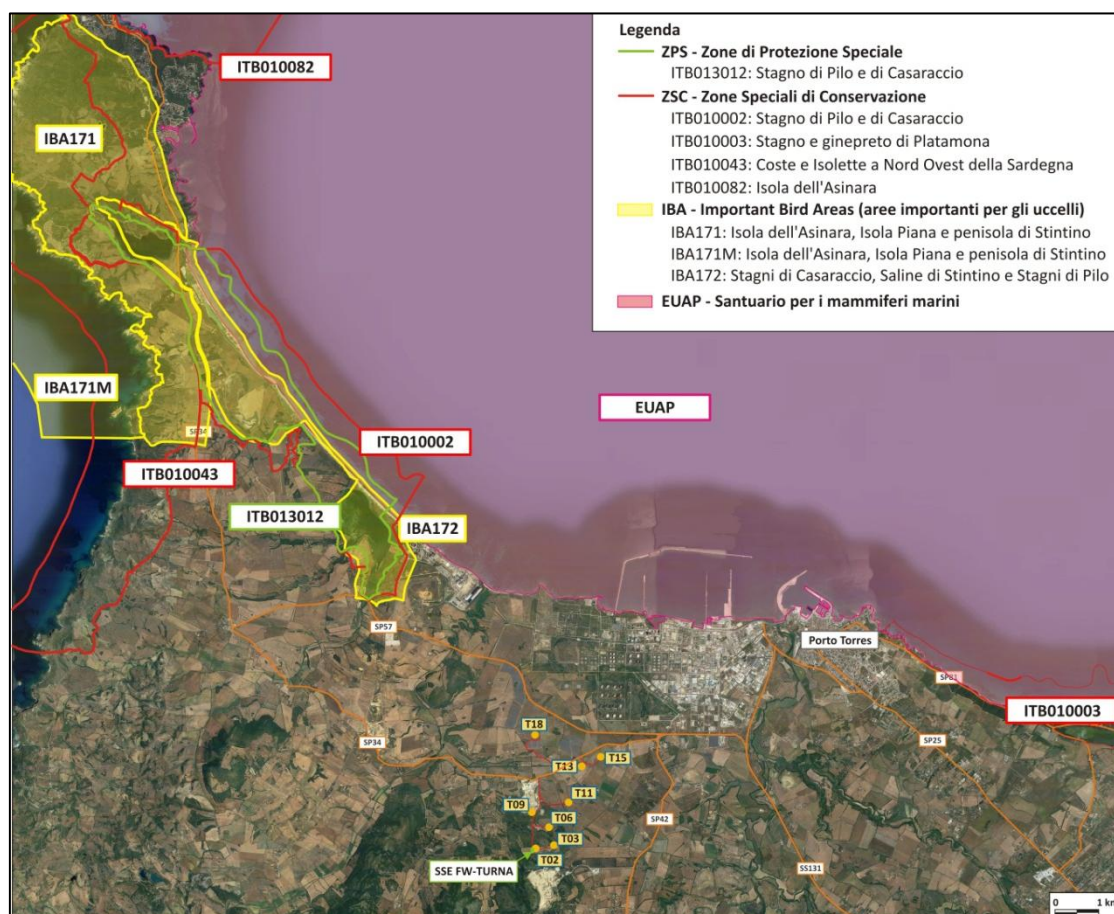 Legenda
ZPS - Zone di Protezione Speciale
ITB013012: Stagno di Pilo e di Casaraccio
ZSC - Zone Speciali di Conservazione
ITB010002: Stagno di Pilo e di Casaraccio
ITB010003: Stagno e ginepreto di Platamona
ITB010043: Coste e Isolette a Nord Ovest della Sardegna
ITB010082: Isola dell'Asinara
IBA - Important Bird Areas (aree importanti per gli uccelli)
IBA171: Isola dell'Asinara, Isola Piana e penisola di Stintino
IBA171M: Isola dell'Asinara, Isola Piana e penisola di Stintino
IBA172: Stagni di Casaraccio, Saline di Stintino e Stagni di Pilo
EUAP - Santuario per i mammiferi marini
ITB010082
IBA171
IBA171M
EUAP
SP34
ITB010002
ITB010043
ITB013012
IBA172
SP57
Porto Torres
SP81
ITB010003
T18
SP34
SP25
T15
T13
T11
T09
SP42
T06
T03
T02
SSE FW-TURNA
SS131
0 1 km